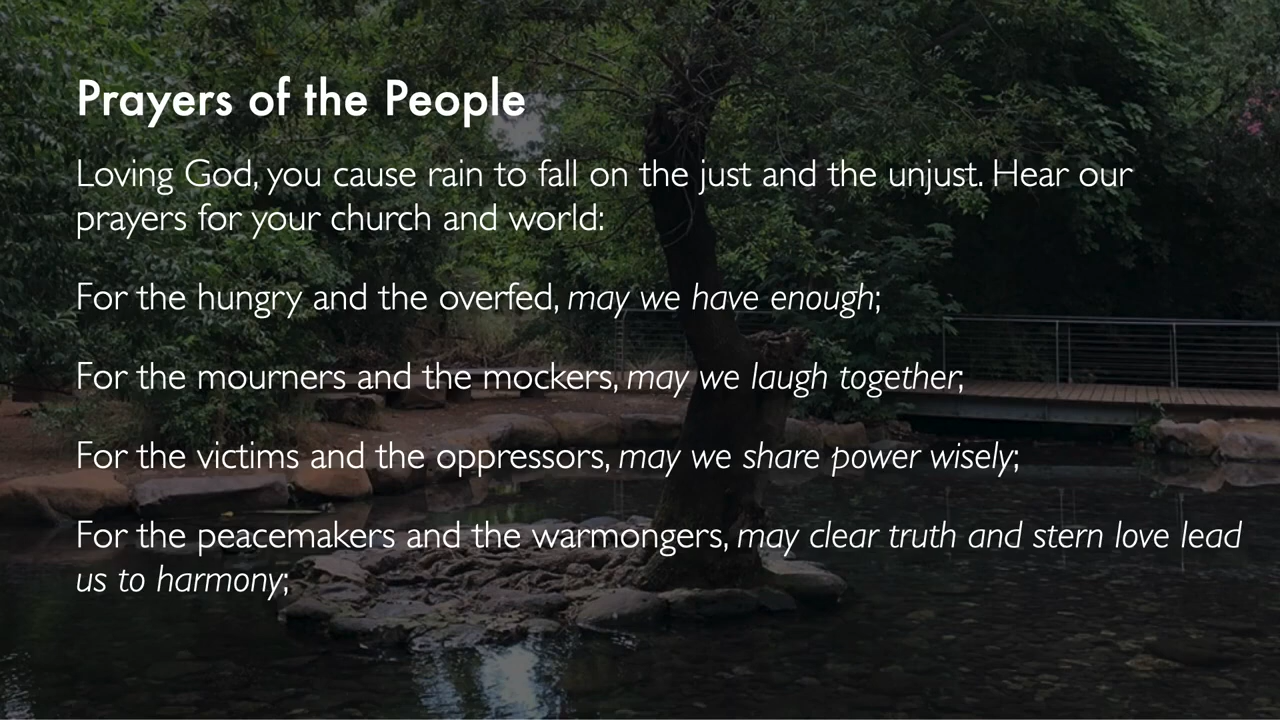 Prayers of the People
Loving God, you cause rain to fall on the just and the unjust. Hear our
prayers for your church and world:
For the hungry and the overfed, may we have enough;
For the mourners and the mockers, may we laugh together;
For the victims and the oppressors, may we share power wisely;
For the peacemakers and the warmongers, may clear truth and stern love lead
us to harmony;